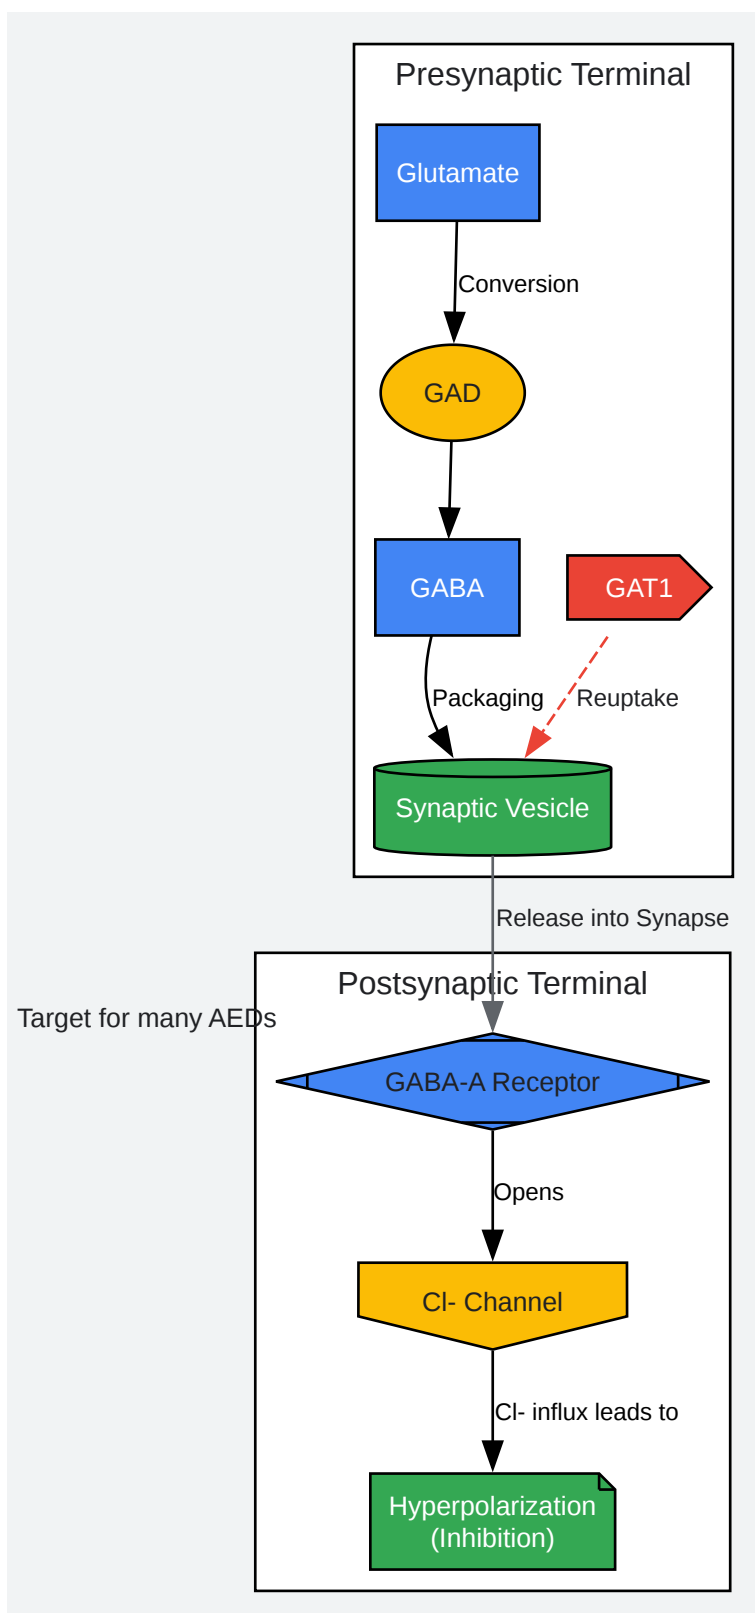 Presynaptic Terminal
Glutamate
Conversion
GAD
GABA
GAT1
Packaging
Reuptake
Synaptic Vesicle
Release into Synapse
Postsynaptic Terminal
Target for many AEDs
GABA-A Receptor
Opens
Cl- Channel
Cl- influx leads to
Hyperpolarization
(Inhibition)